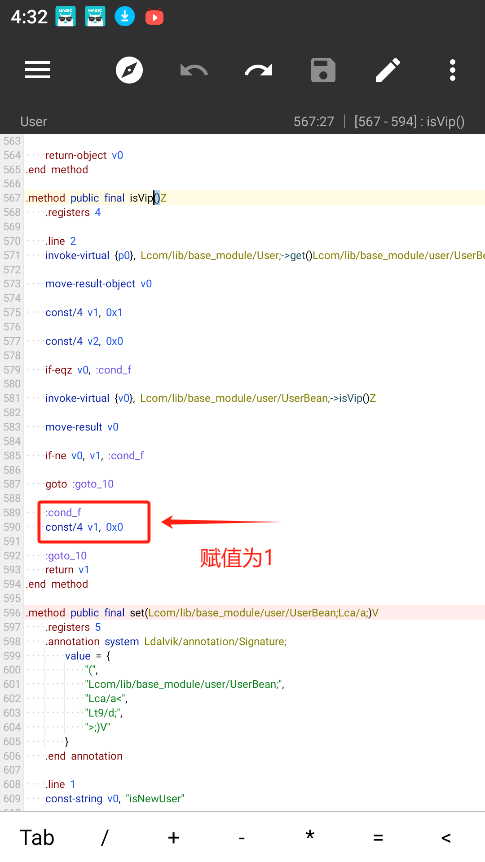 4:32
User 567:27 | [567 - 594] : isVip()
563
564 return-object v0
565 .end method
566
567 .method public final isVip()Z
568 .registers 4
569
570 .line 2
571 invoke-virtual {p0}, Lcom/lib/base_module/User;->get()Lcom/lib/base_module/user/UserBe
572
573 move-result-object v0
574
575 const/4 v1, 0x1
576
577 const/4 v2, 0x0
578
579 if-eqz v0, :cond_f
580
581 invoke-virtual {v0}, Lcom/lib/base_module/user/UserBean;->isVip()Z
582
583 move-result v0
584
585 if-ne v0, v1, :cond_f
586
587 goto :goto_10
588
589 :cond_f
590 const/4 v1, 0x0
591
592 :goto_10
593 return v1
594 .end method
595
596 .method public final set(Lcom/lib/base_module/user/UserBean;Lca/a;)V
597 .registers 5
598 .annotation system Ldalvik/annotation/Signature;
599 value = {
600 "(",
601 "Lcom/lib/base_module/user/UserBean;",
602 "Lca/a<",
603 "Lt9/d;",
604 ">;)V"
605 }
606 .end annotation
607
608 .line 1
609 const-string v0, "isNewUser"
赋值为1
Tab / + - * = <